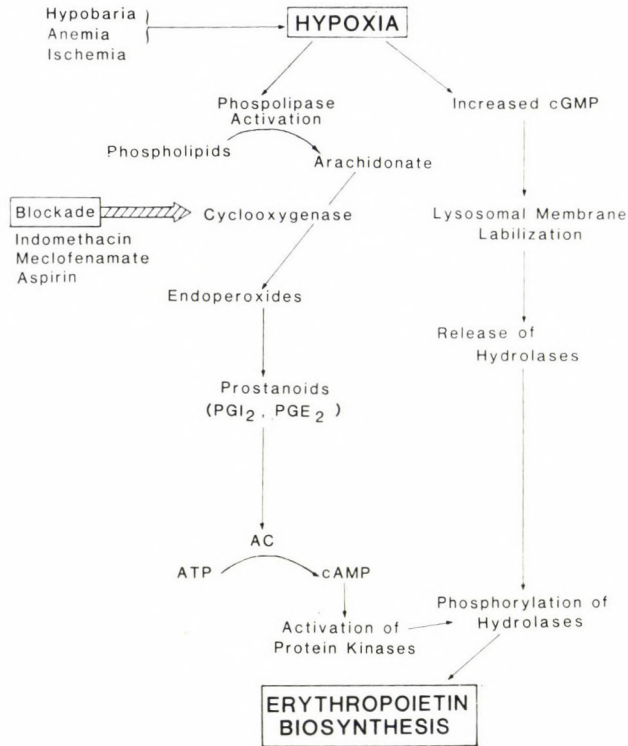 Hypobaria
Anemia
Ischemia
HYPOXIA
Phospolipase
Activation
Increased cGMP
Phospholipids
Arachidonate
Blockade
Cyclooxygenase
Lysosomal Membrane
Labilization
Indomethacin
Meclofenamate
Aspirin
Endoperoxides
Release of
Hydrolases
Prostanoids
(PGI2, PGE2)
AC
ATP
cAMP
Phosphorylation of
Hydrolases
Activation of
Protein Kinases
ERYTHROPOIETIN
BIOSYNTHESIS